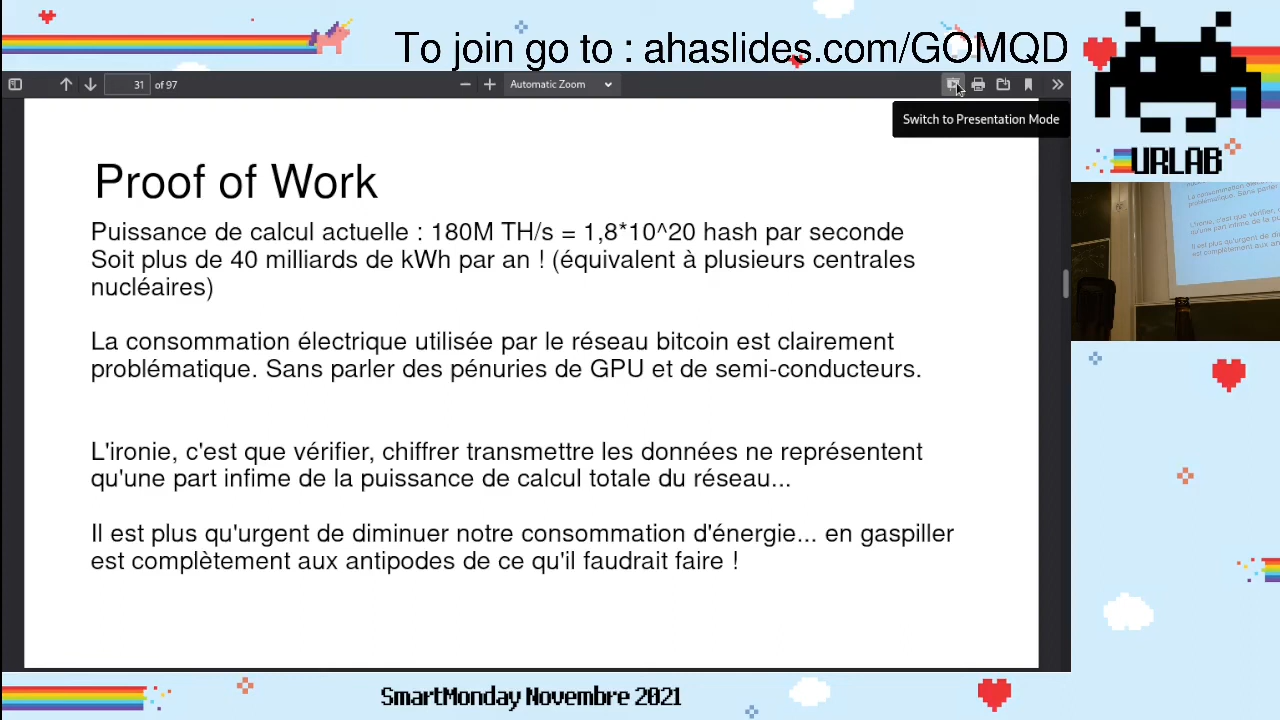 To join go to : ahaslides.com/GOMQD
31 of 97
Automatic Zoom
Switch to Presentation Mode
URLAB
Proof of Work
Puissance de calcul actuelle : 180M TH/s = 1,8*10^20 hash par seconde
Soit plus de 40 milliards de kWh par an ! (équivalent à plusieurs centrales
nucléaires)
La consommation électrique utilisée par le réseau bitcoin est clairement
problématique. Sans parler des pénuries de GPU et de semi-conducteurs.
L'ironie, c'est que vérifier, chiffrer transmettre les données ne représentent
qu'une part infime de la puissance de calcul totale du réseau...
Il est plus qu'urgent de diminuer notre consommation d'énergie... en gaspiller
est complètement aux antipodes de ce qu'il faudrait faire !
SmartMonday Novembre 2021